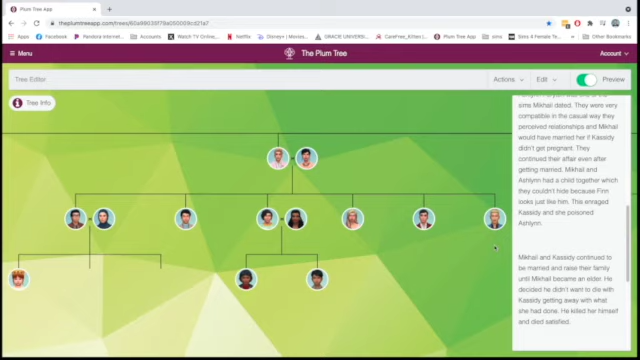 Plum Tree App
theplumtreeapp.com/trees/60a99039f79a050009cd21a7
Apps
Facebook
Pandora Internet...
Accounts
Watch TV Online,...
Netflix
Disney+ | Movies...
GRACIE UNIVERSI...
CareFree_Kitten |
Plum Tree App
sims
Sims 4 Female Te...
Other Bookmarks
Menu
The Plum Tree
Account
Tree Editor
Actions
Edit
Preview
Tree Info
sime.Mikhail dated. They were very
compatible in the casual way they
perceived relationships and Mikhail
would have married her if Kassidy
didn't get pregnant. They
continued their affair even after
getting married. Mikhail and
Ashlynn had a child together which
they couldn't hide because Finn
looks just like him. This enraged
Kassidy and she poisoned
Ashlynn.
Mikhail and Kassidy continued to
be married and raise their family
until Mikhail became an elder. He
decided he didn't want to die with
Kassidy getting away with what
she had done. He killed her himself
and died satisfied.